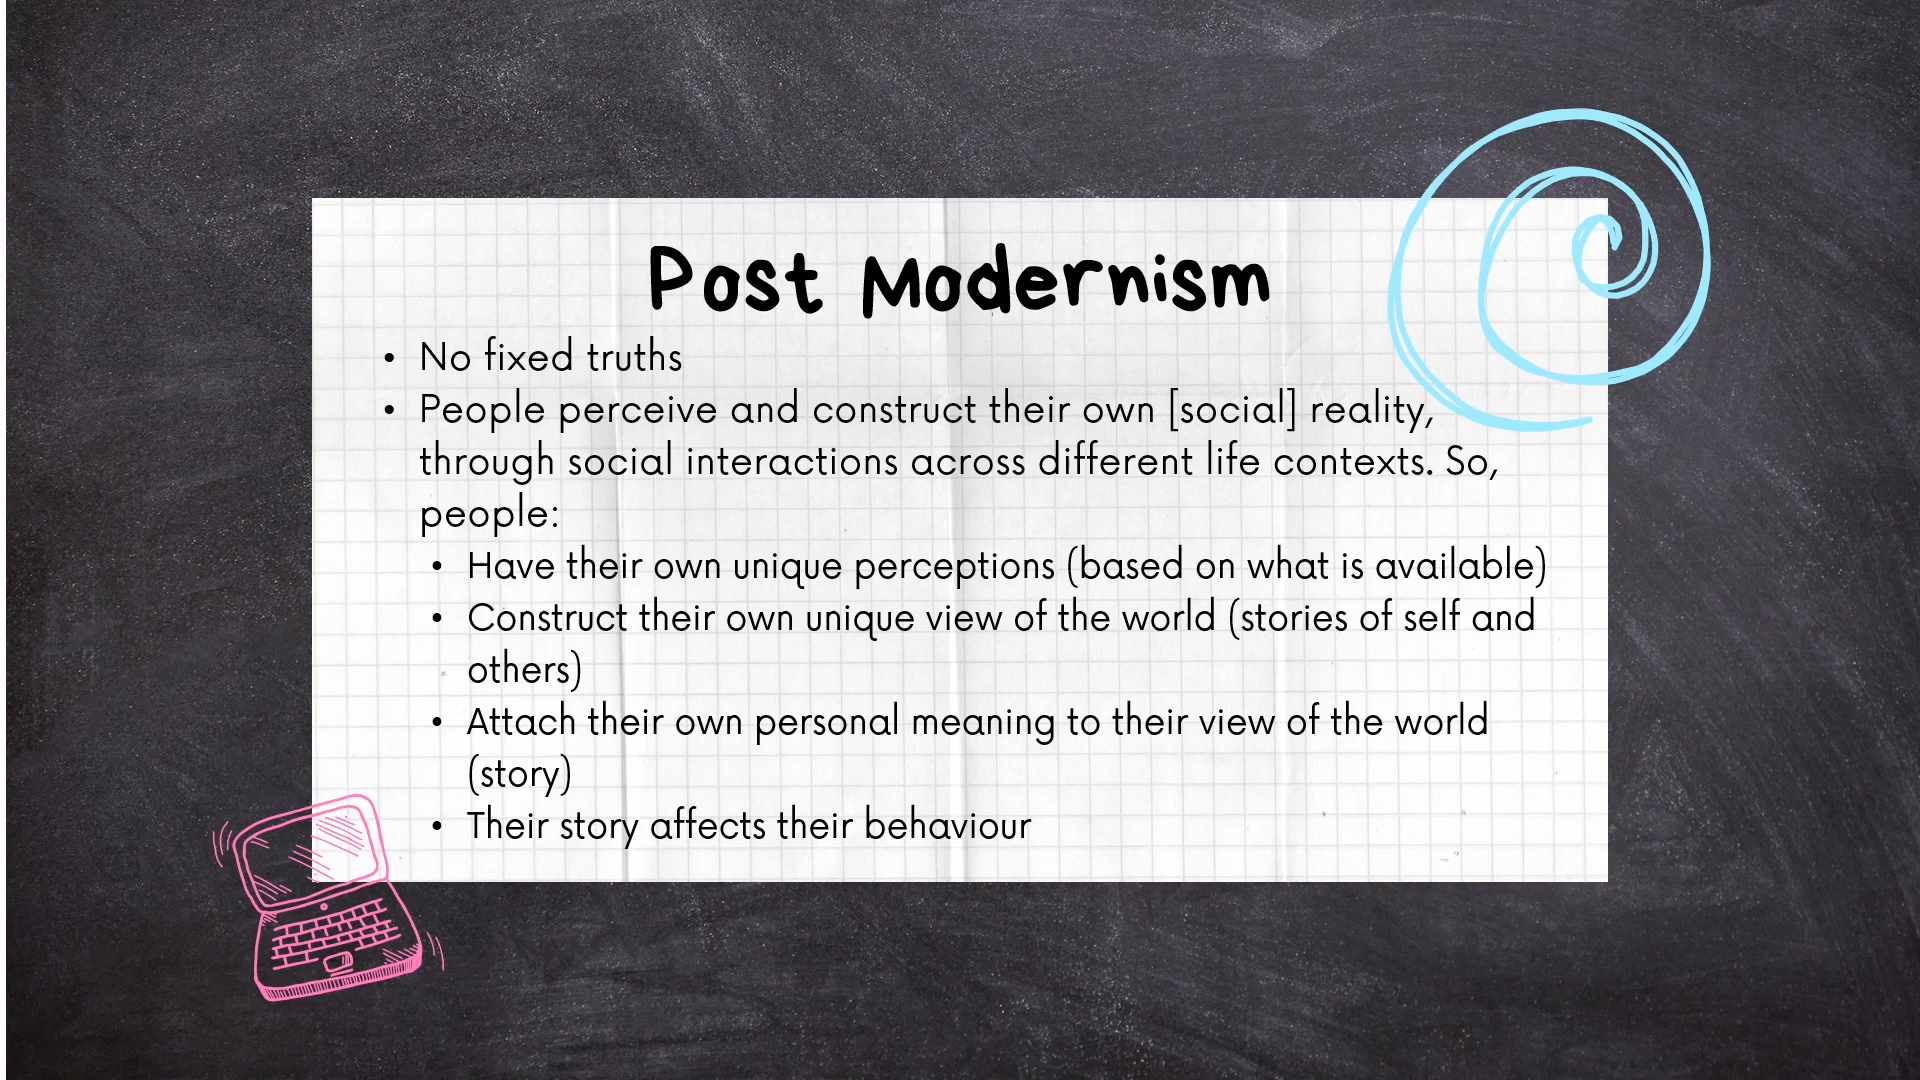 Post Modernism
• No fixed truths
• People perceive and construct their own [social] reality,
through social interactions across different life contexts. So,
people:
• Have their own unique perceptions (based on what is available)
• Construct their own unique view of the world (stories of self and
others)
• Attach their own personal meaning to their view of the world
(story)
• Their story affects their behaviour